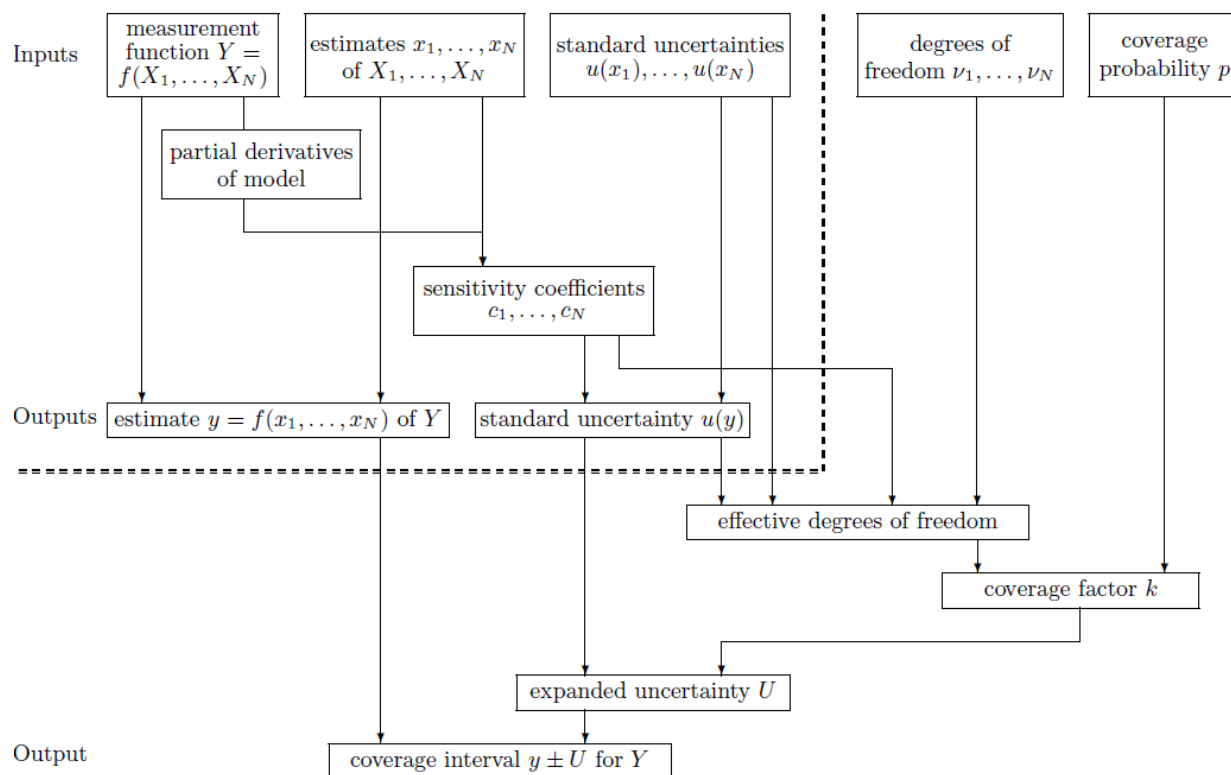 Inputs
measurement
function Y =
f(X₁, . . . , X_N)
estimates x₁, . . . , x_N
of X₁, . . . , X_N
standard uncertainties
u(x₁), . . . , u(x_N)
degrees of
freedom ν₁, . . . , ν_N
coverage
probability p
partial derivatives
of model
sensitivity coefficients
c₁, . . . , c_N
Outputs
estimate y = f(x₁, . . . , x_N) of Y
standard uncertainty u(y)
effective degrees of freedom
coverage factor k
expanded uncertainty U
Output
coverage interval y ± U for Y